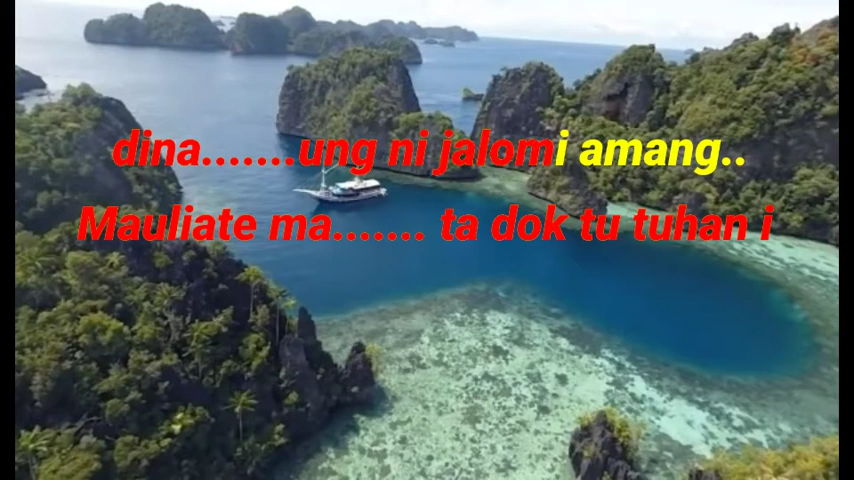 dina.......ung ni jalomi amang..
Mauliate ma....... ta dok tu tuhan i